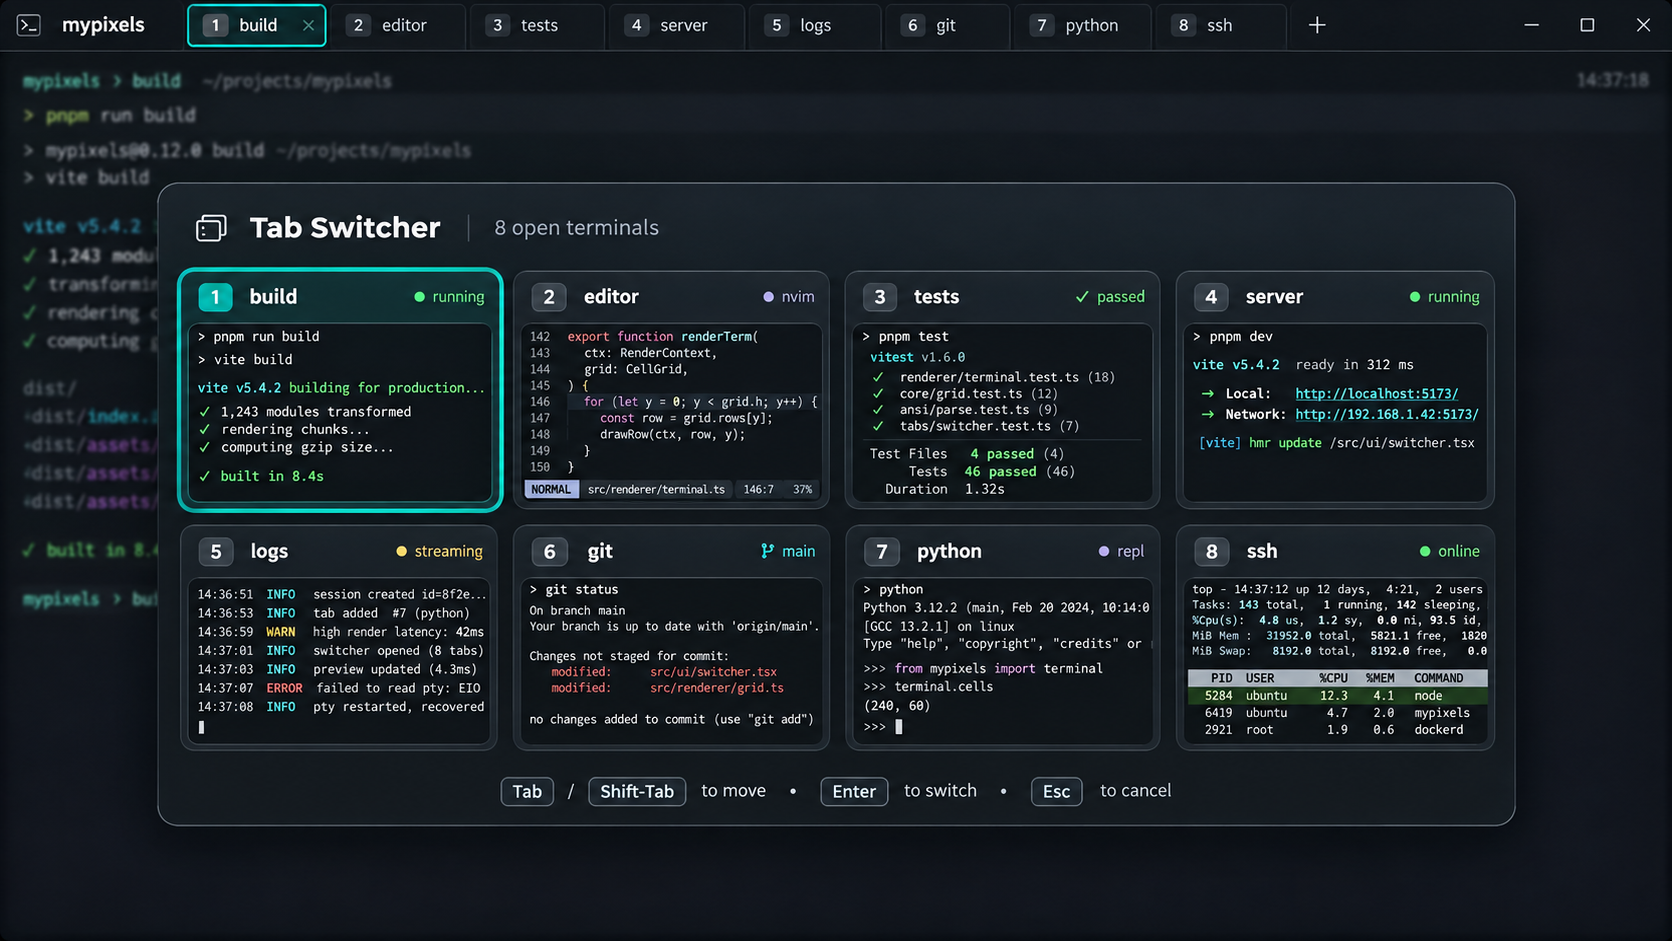 mypixels
1 build ×
2 editor
3 tests
4 server
5 logs
6 git
7 python
8 ssh
+
mypixels > build ~/projects/mypixels
14:37:18
> pnpm run build
> mypixels@0.12.0 build ~/projects/mypixels
> vite build
vite v5.4.2
✓ 1,243
✓
✓ rendering
✓ computing
dist/
✓ built in
mypixels >
Tab Switcher
8 open terminals
1 build
running
> pnpm run build
> vite build
vite v5.4.2 building for production...
✓ 1,243 modules transformed
✓ rendering chunks...
✓ computing gzip size...
✓ built in 8.4s
2 editor
nvim
142 export function renderTerm(
143 ctx: RenderContext,
144 grid: CellGrid,
145 ) {
146 for (let y = 0; y < grid.h; y++) {
147 const row = grid.rows[y];
148 drawRow(ctx, row, y);
149 }
150 }
NORMAL src/renderer/terminal.ts 146:7 37%
3 tests
✓ passed
> pnpm test
vitest v1.6.0
✓ renderer/terminal.test.ts (18)
✓ core/grid.test.ts (12)
✓ ansi/parse.test.ts (9)
✓ tabs/switcher.test.ts (7)
Test Files 4 passed (4)
Tests 46 passed (46)
Duration 1.32s
4 server
running
> pnpm dev
vite v5.4.2 ready in 312 ms
→ Local: http://localhost:5173/
→ Network: http://192.168.1.42:5173/
[vite] hmr update /src/ui/switcher.tsx
5 logs
streaming
14:36:51 INFO session created id=8f2e...
14:36:53 INFO tab added #7 (python)
14:36:59 WARN high render latency: 42ms
14:37:01 INFO switcher opened (8 tabs)
14:37:03 INFO preview updated (4.3ms)
14:37:07 ERROR failed to read pty: EIO
14:37:08 INFO pty restarted, recovered
6 git
main
> git status
On branch main
Your branch is up to date with 'origin/main'.
Changes not staged for commit:
modified: src/ui/switcher.tsx
modified: src/renderer/grid.ts
no changes added to commit (use "git add")
7 python
repl
> python
Python 3.12.2 (main, Feb 20 2024, 10:14:0
[GCC 13.2.1] on linux
Type "help", "copyright", "credits" or
>>> from mypixels import terminal
>>> terminal.cells
(240, 60)
>>>
8 ssh
online
top - 14:37:12 up 12 days, 4:21, 2 users
Tasks: 143 total, 1 running, 142 sleeping,
%Cpu(s): 4.8 us, 1.2 sy, 0.0 ni, 93.5 id,
MiB Mem : 31952.0 total, 5821.1 free, 1820
MiB Swap: 8192.0 total, 8192.0 free, 0.0
PID USER %CPU %MEM COMMAND
5284 ubuntu 12.3 4.1 node
6419 ubuntu 4.7 2.0 mypixels
2921 root 1.9 0.6 dockerd
Tab / Shift-Tab to move • Enter to switch • Esc to cancel